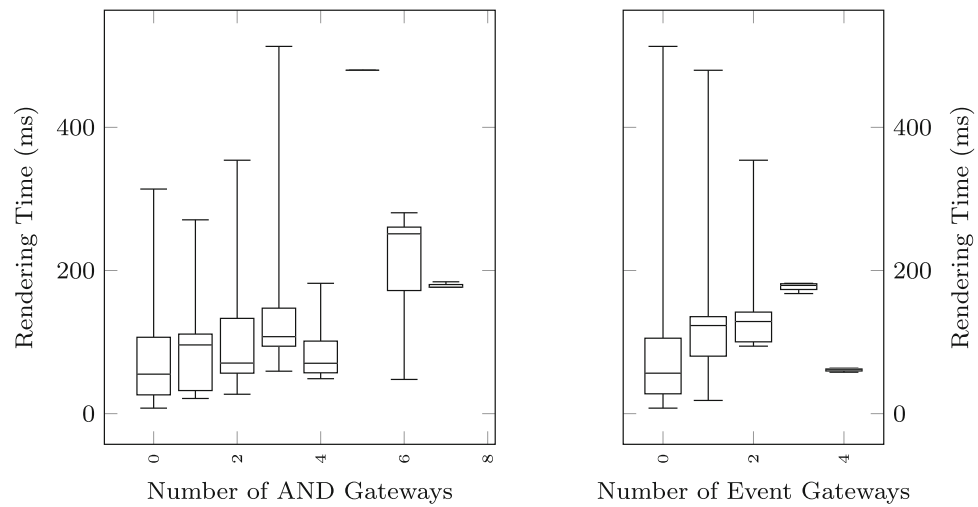 Rendering Time (ms)
400
200
0
0 2 4 6 8
Number of AND Gateways
0 2 4
Number of Event Gateways
400
200
0
Rendering Time (ms)